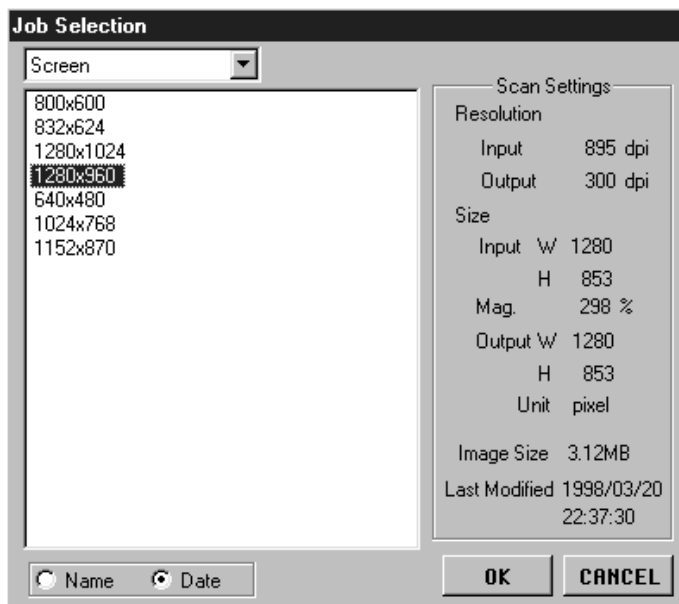 Job Selection
Screen
800x600
832x624
1280x1024
1280x960
640x480
1024x768
1152x870
Name
Date
Scan Settings
Resolution
Input 895 dpi
Output 300 dpi
Size
Input W 1280
H 853
Mag. 298 %
Output W 1280
H 853
Unit pixel
Image Size 3.12MB
Last Modified 1998/03/20
22:37:30
OK
CANCEL